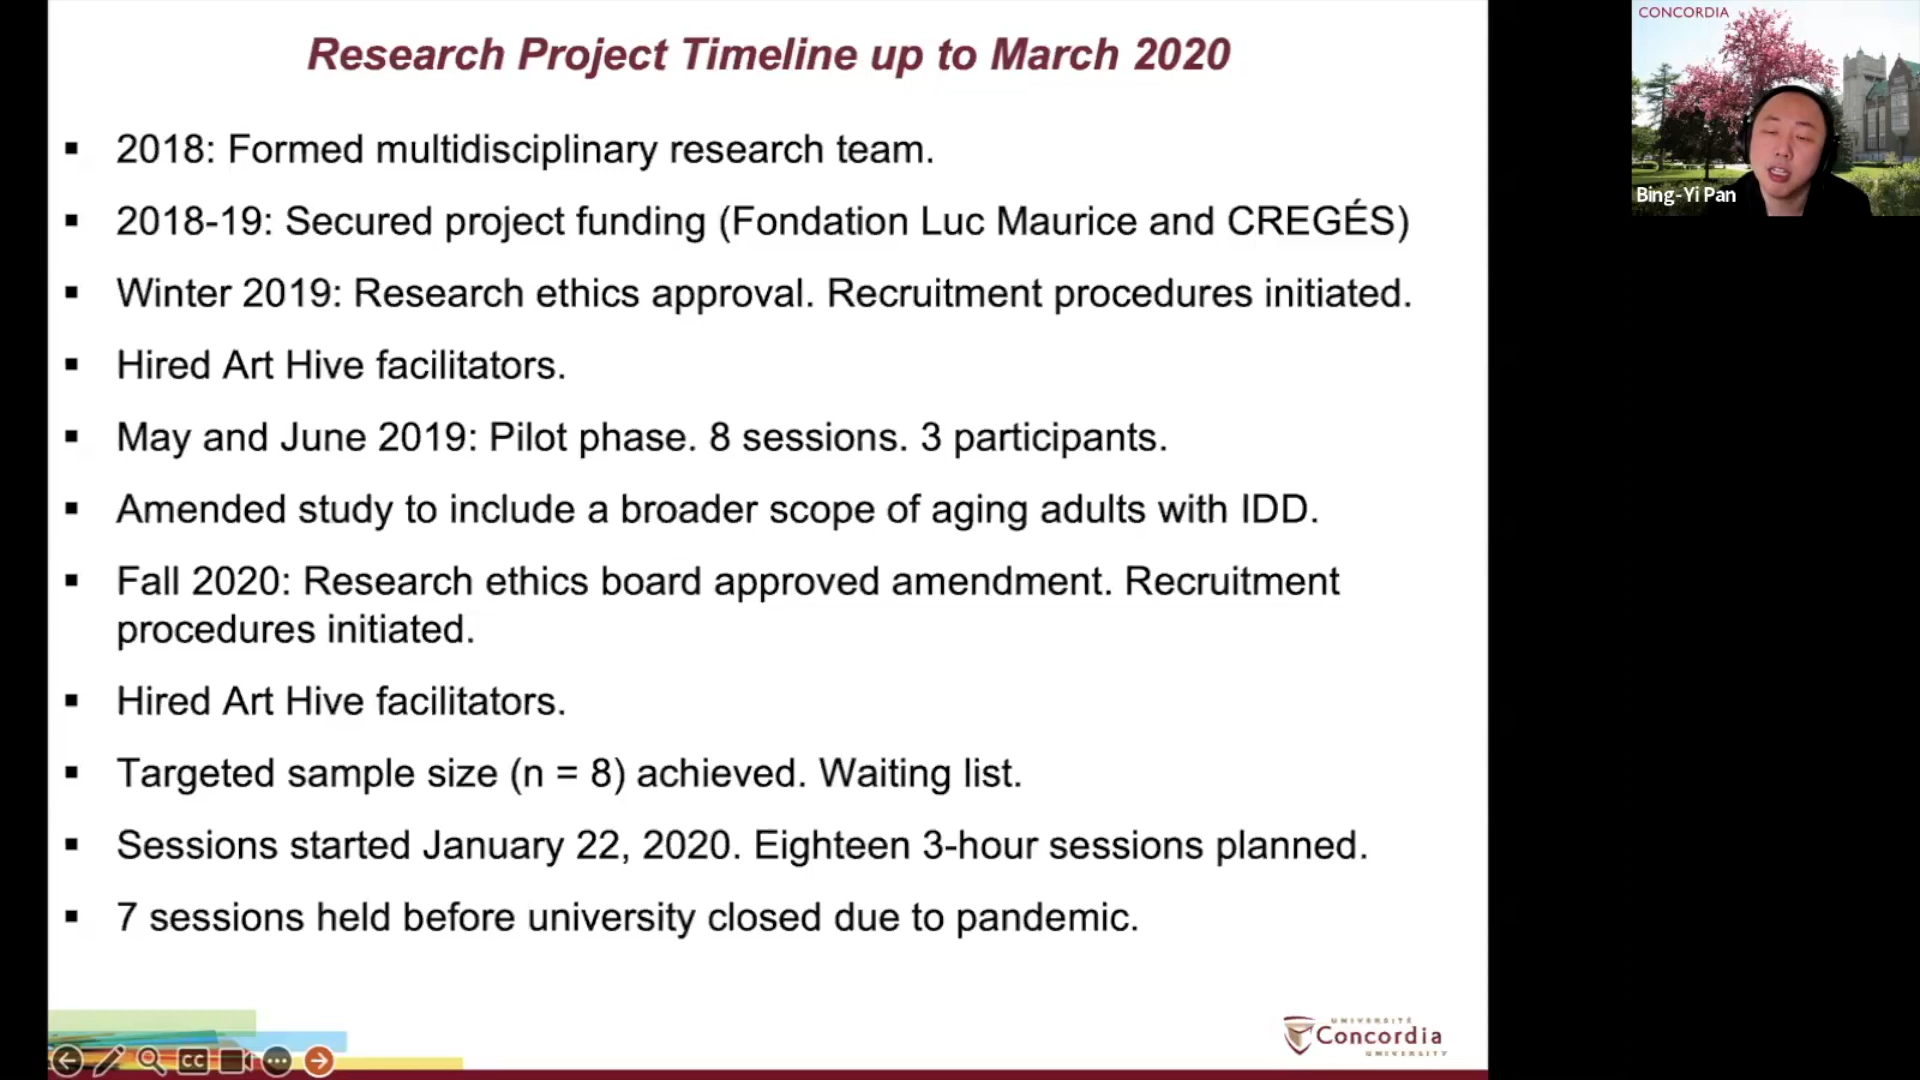 Research Project Timeline up to March 2020
▪ 2018: Formed multidisciplinary research team.
▪ 2018-19: Secured project funding (Fondation Luc Maurice and CREGÉS)
▪ Winter 2019: Research ethics approval. Recruitment procedures initiated.
▪ Hired Art Hive facilitators.
▪ May and June 2019: Pilot phase. 8 sessions. 3 participants.
▪ Amended study to include a broader scope of aging adults with IDD.
▪ Fall 2020: Research ethics board approved amendment. Recruitment
procedures initiated.
▪ Hired Art Hive facilitators.
▪ Targeted sample size (n = 8) achieved. Waiting list.
▪ Sessions started January 22, 2020. Eighteen 3-hour sessions planned.
▪ 7 sessions held before university closed due to pandemic.
UNIVERSITÉ
Concordia
UNIVERSITY
CC
CONCORDIA
Bing-Yi Pan